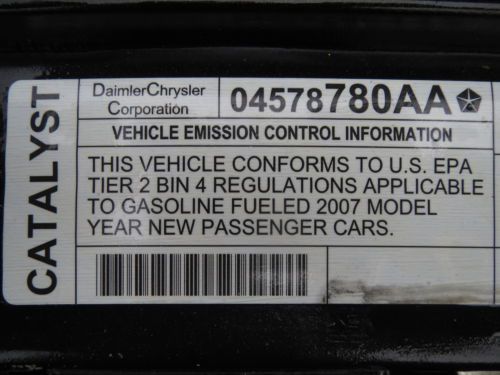 CATALYST
DaimlerChrysler
Corporation
04578780AA
VEHICLE EMISSION CONTROL INFORMATION
THIS VEHICLE CONFORMS TO U.S. EPA
TIER 2 BIN 4 REGULATIONS APPLICABLE
TO GASOLINE FUELED 2007 MODEL
YEAR NEW PASSENGER CARS.